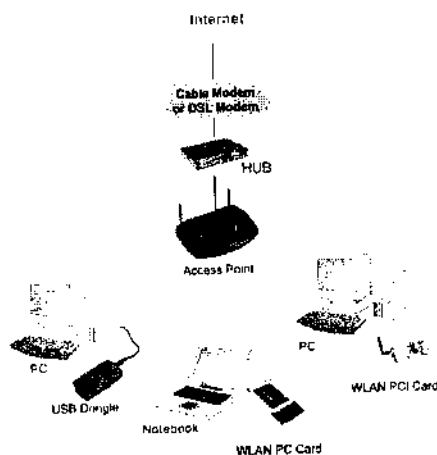 Internet
Cable Modem
or DSL Modem
HUB
Access Point
PC
USB Dringle
Notebook
WLAN PC Card
PC
WLAN PCI Card